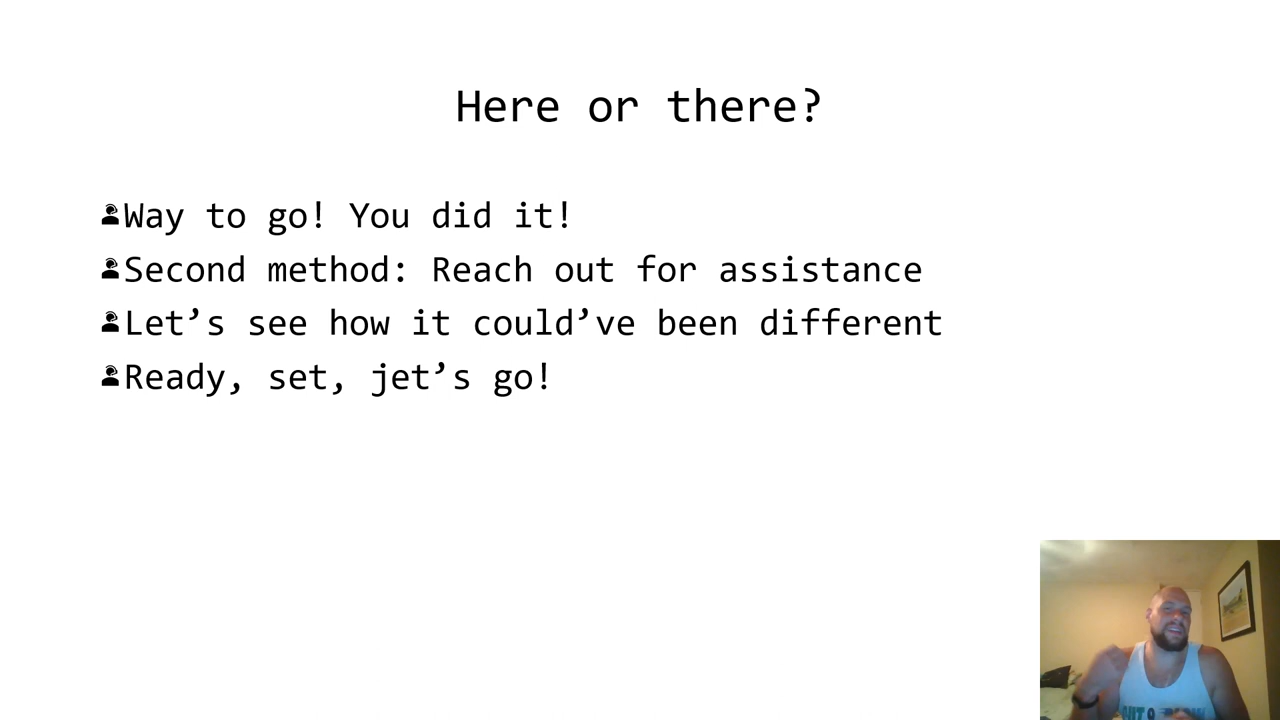 Here or there?
Way to go! You did it!
Second method: Reach out for assistance
Let’s see how it could’ve been different
Ready, set, jet’s go!